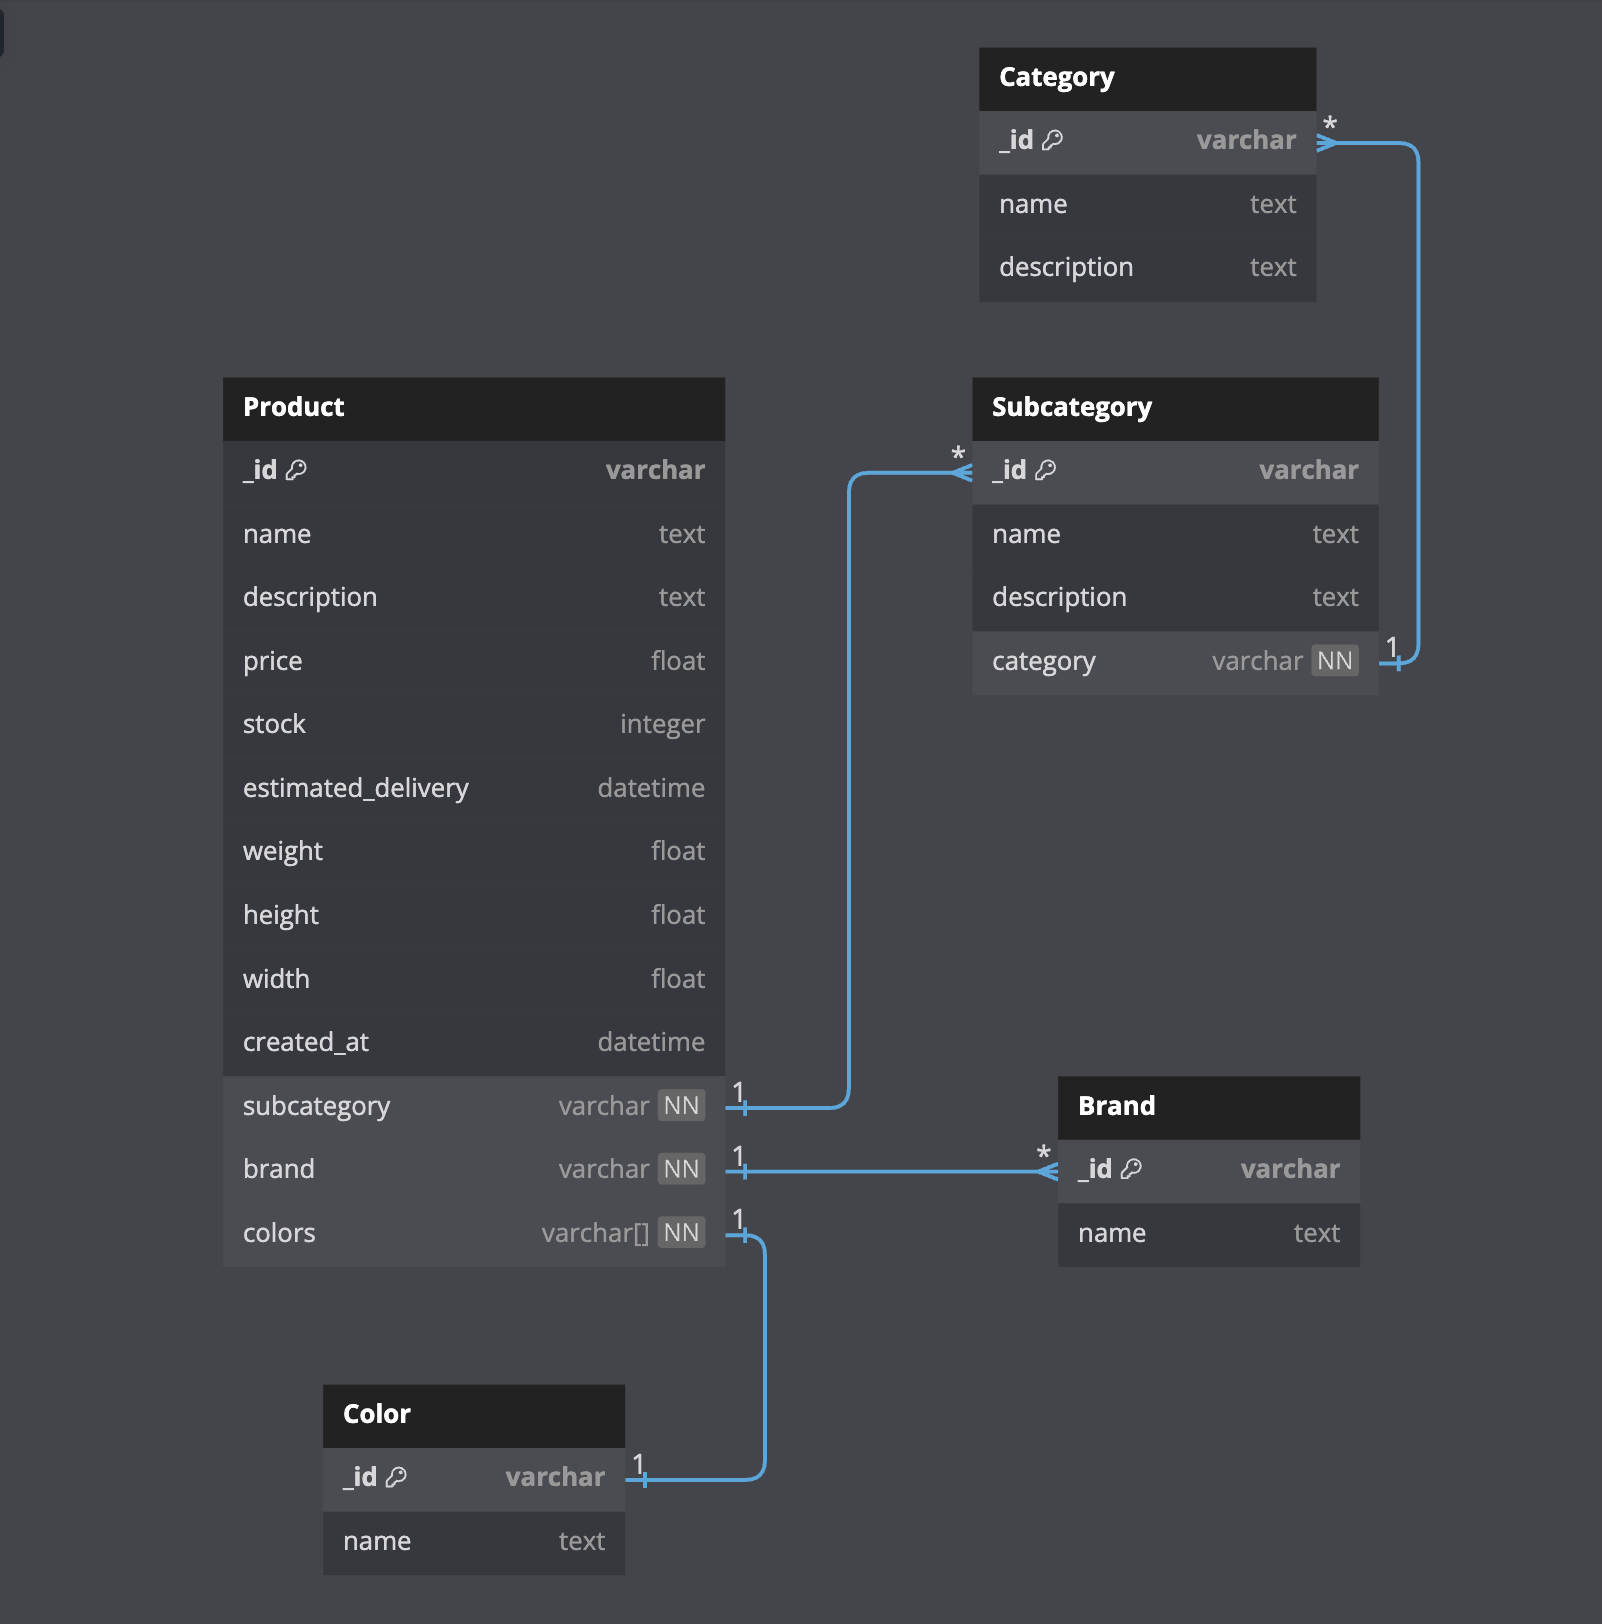 Category
_id varchar
*
name text
description text
Product
_id varchar
name text
description text
price float
stock integer
estimated_delivery datetime
weight float
height float
width float
created_at datetime
subcategory varchar NN
1
brand varchar NN
1
colors varchar[] NN
1
Subcategory
*
_id varchar
name text
description text
category varchar NN
1
Brand
*
_id varchar
name text
Color
_id varchar
1
name text